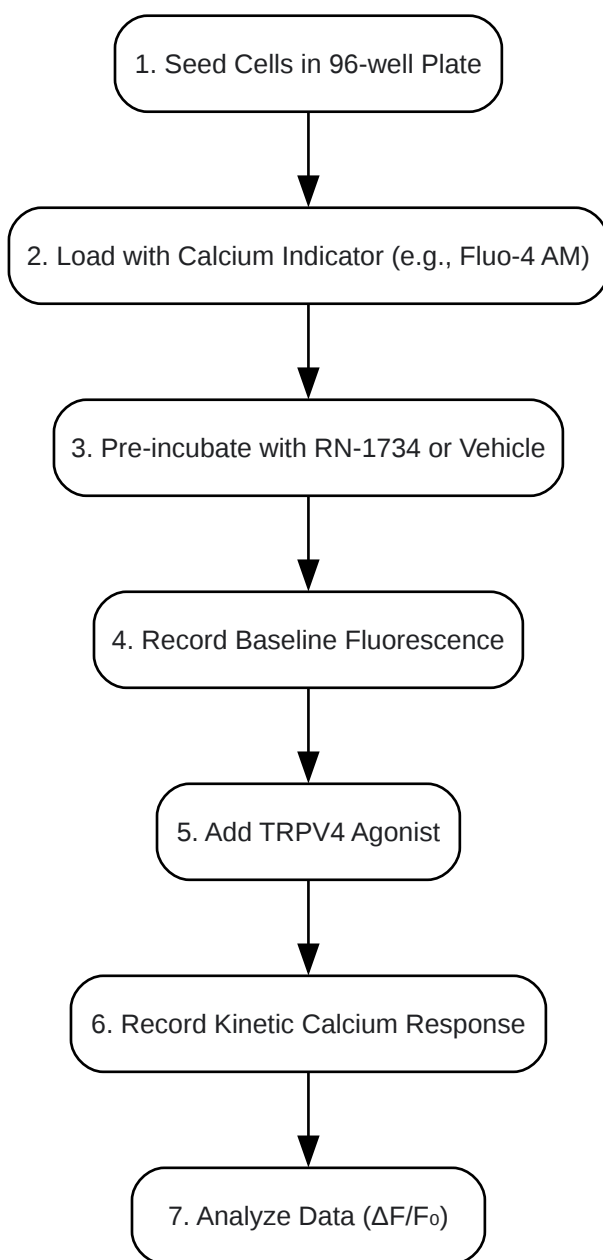 1. Seed Cells in 96-well Plate
2. Load with Calcium Indicator (e.g., Fluo-4 AM)
3. Pre-incubate with RN-1734 or Vehicle
4. Record Baseline Fluorescence
5. Add TRPV4 Agonist
6. Record Kinetic Calcium Response
7. Analyze Data (ΔF/F₀)